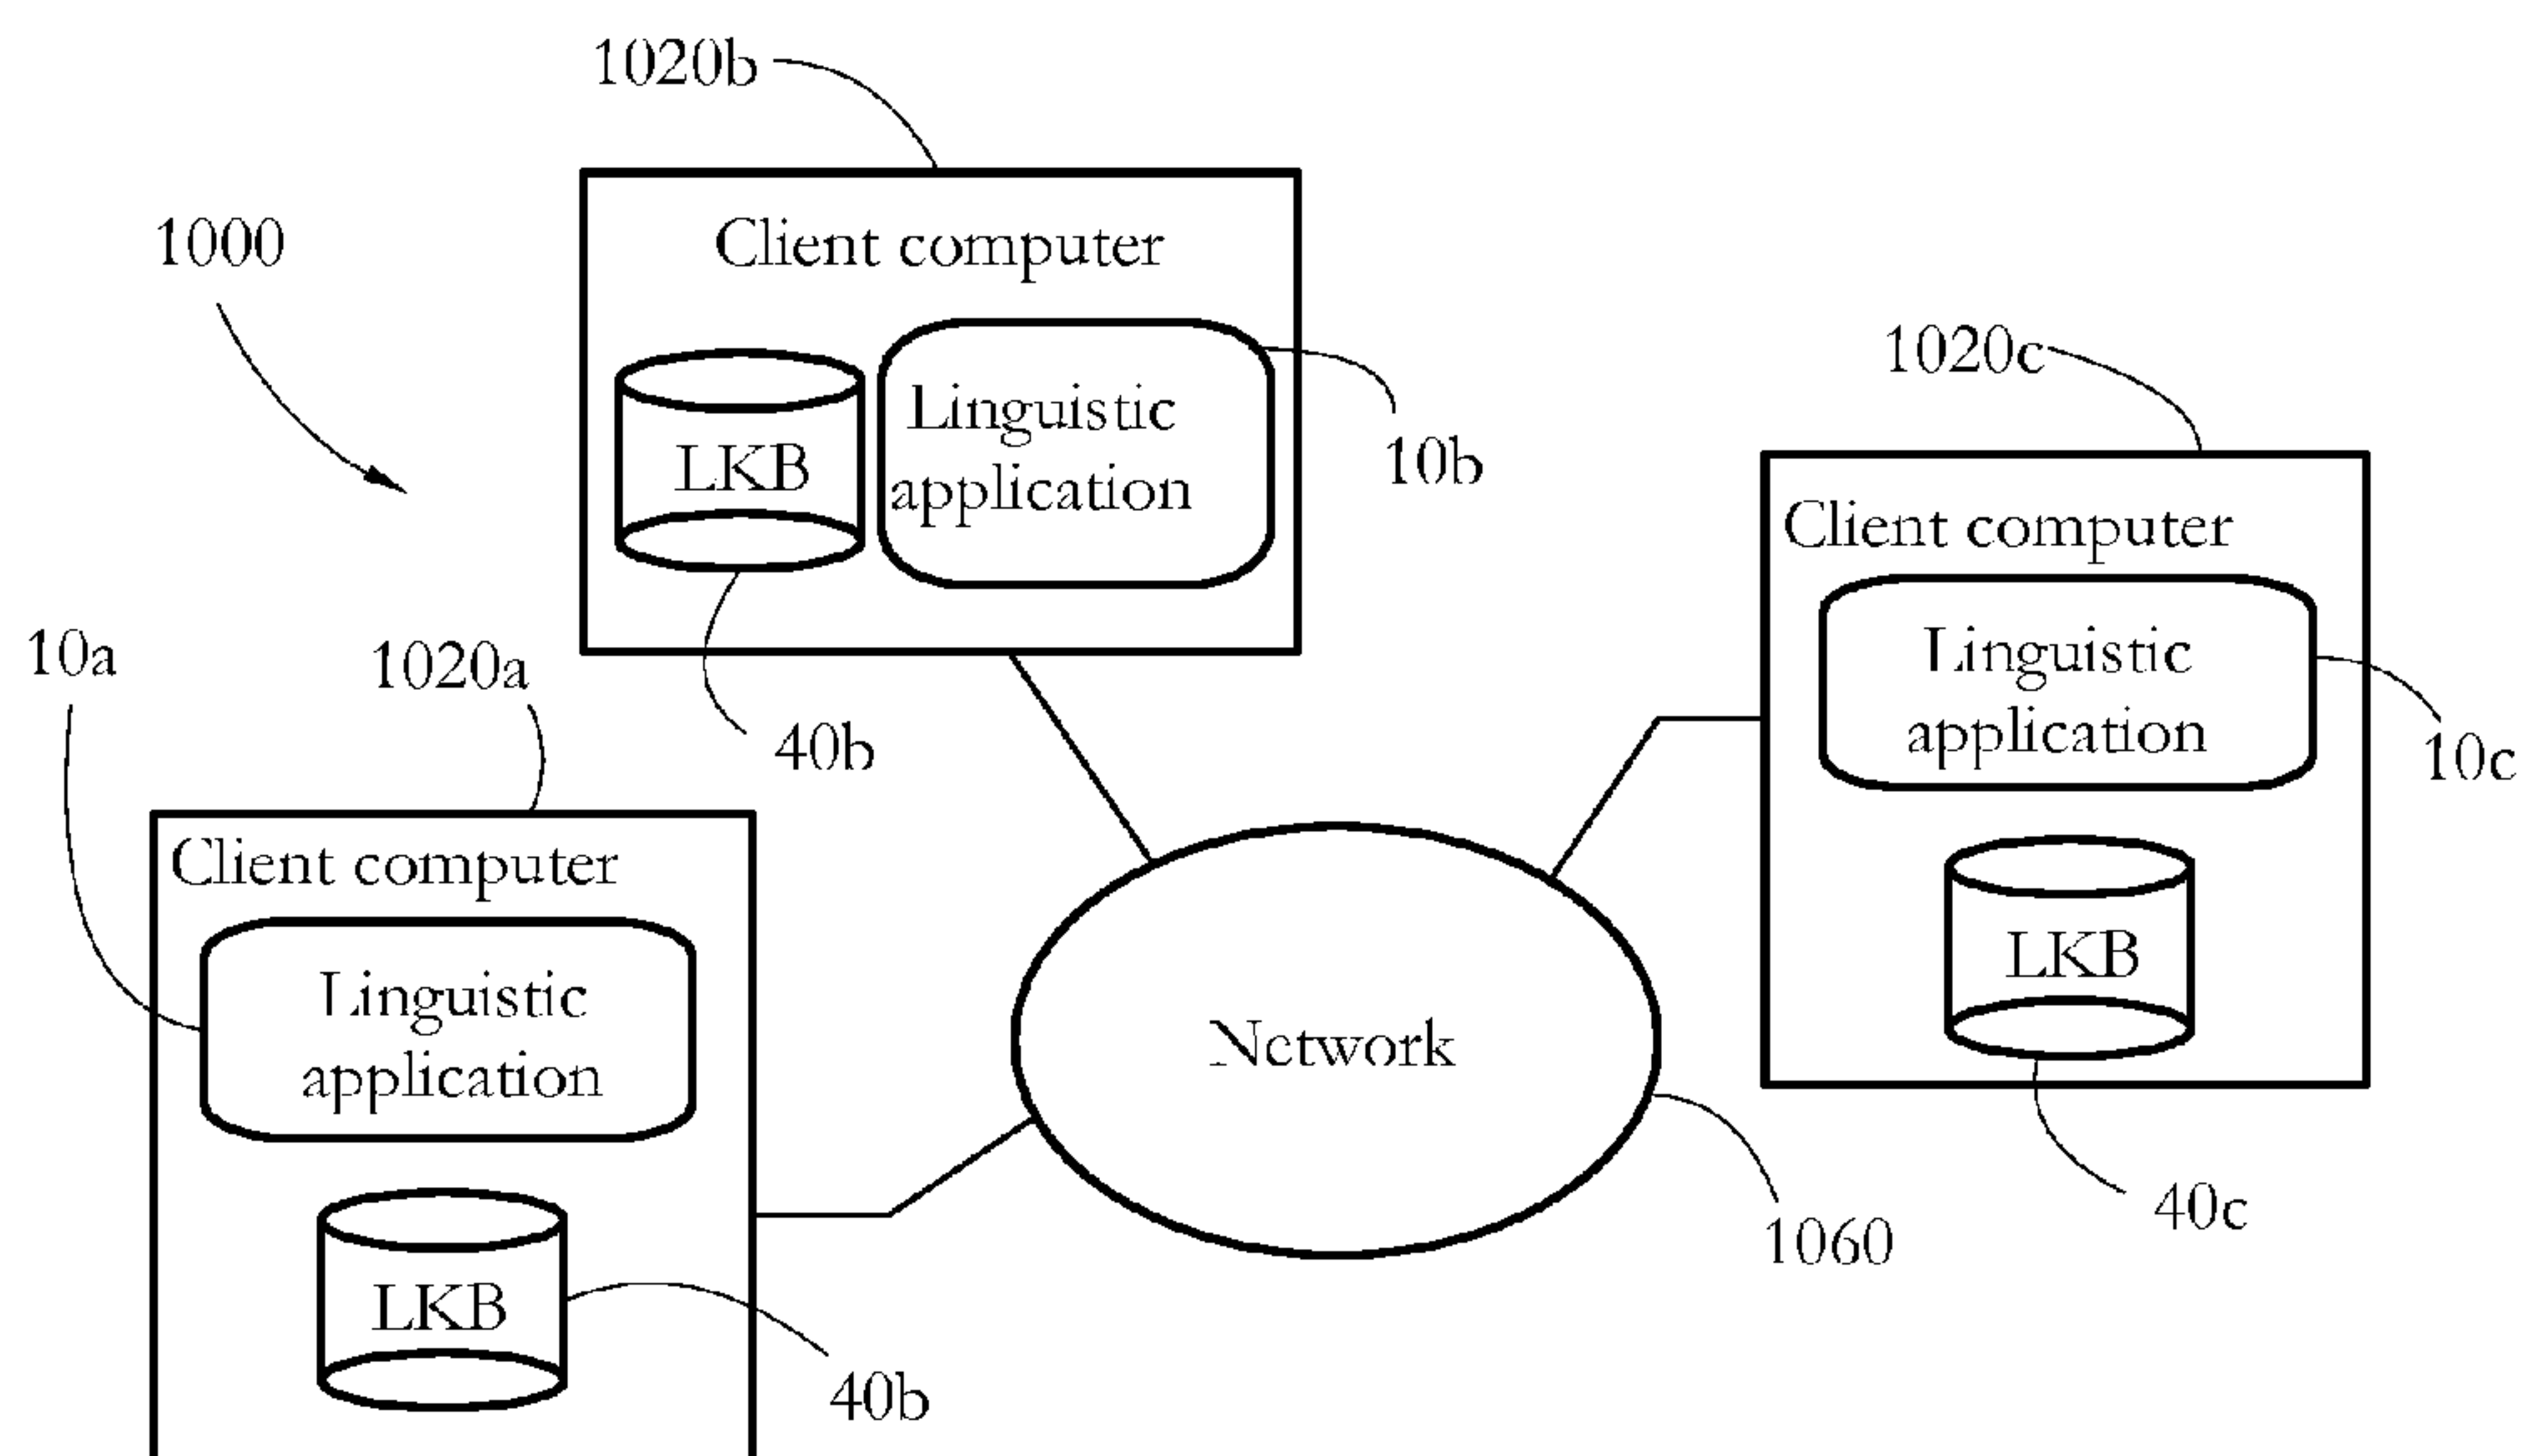 1020b
1000
Client computer
1020c
LKB
Linguistic
application
10b
Client computer
Linguistic
application
10c
10a
1020a
40b
Client computer
LKB
Linguistic
application
Network
40c
1060
LKB
40b